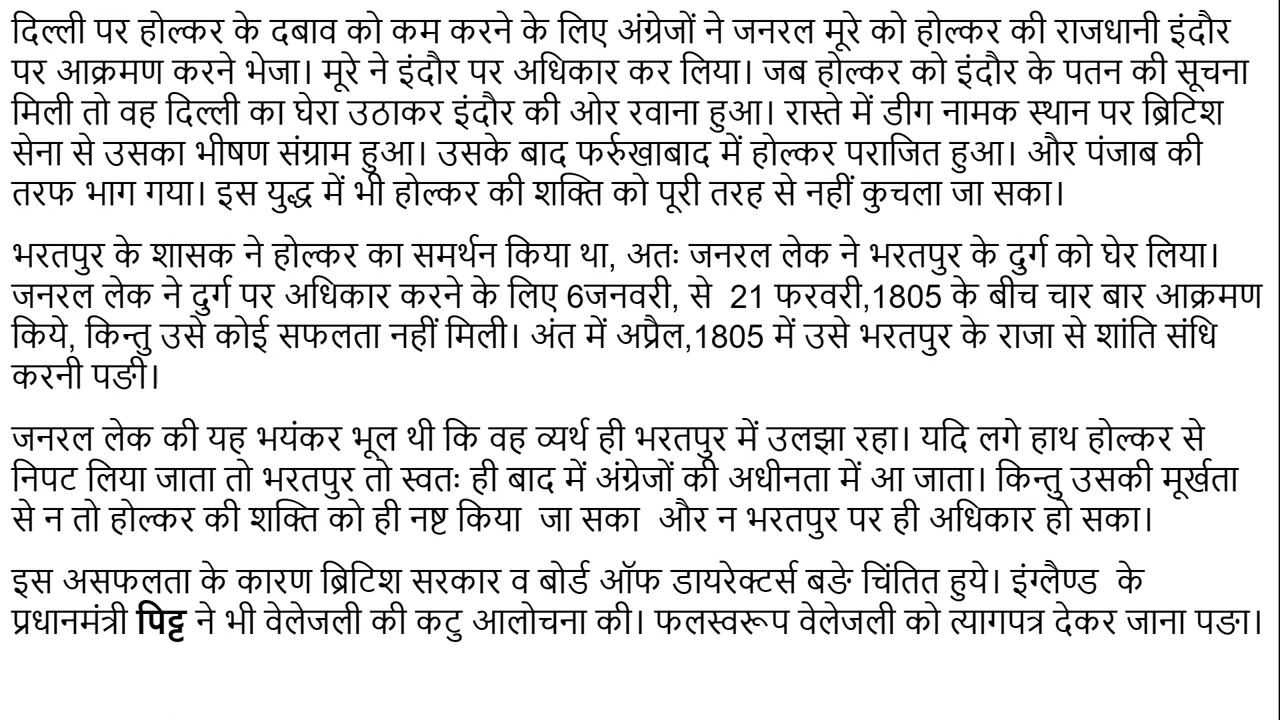 दिल्ली पर होल्कर के दबाव को कम करने के लिए अंग्रेजों ने जनरल मूरे को होल्कर की राजधानी इंदौर
पर आक्रमण करने भेजा। मूरे ने इंदौर पर अधिकार कर लिया। जब होल्कर को इंदौर के पतन की सूचना
मिली तो वह दिल्ली का घेरा उठाकर इंदौर की ओर रवाना हुआ। रास्ते में डीग नामक स्थान पर ब्रिटिश
सेना से उसका भीषण संग्राम हुआ। उसके बाद फर्रुखाबाद में होल्कर पराजित हुआ। और पंजाब की
तरफ भाग गया। इस युद्ध में भी होल्कर की शक्ति को पूरी तरह से नहीं कुचला जा सका।
भरतपुर के शासक ने होल्कर का समर्थन किया था, अतः जनरल लेक ने भरतपुर के दुर्ग को घेर लिया।
जनरल लेक ने दुर्ग पर अधिकार करने के लिए 6जनवरी, से  21 फरवरी,1805 के बीच चार बार आक्रमण
किये, किन्तु उसे कोई सफलता नहीं मिली। अंत में अप्रैल,1805 में उसे भरतपुर के राजा से शांति संधि
करनी पङी।
जनरल लेक की यह भयंकर भूल थी कि वह व्यर्थ ही भरतपुर में उलझा रहा। यदि लगे हाथ होल्कर से
निपट लिया जाता तो भरतपुर तो स्वतः ही बाद में अंग्रेजों की अधीनता में आ जाता। किन्तु उसकी मूर्खता
से न तो होल्कर की शक्ति को ही नष्ट किया  जा सका  और न भरतपुर पर ही अधिकार हो सका।
इस असफलता के कारण ब्रिटिश सरकार व बोर्ड ऑफ डायरेक्टर्स बङे चिंतित हुये। इंग्लैण्ड  के
प्रधानमंत्री पिट्ट ने भी वेलेजली की कटु आलोचना की। फलस्वरूप वेलेजली को त्यागपत्र देकर जाना पङा।